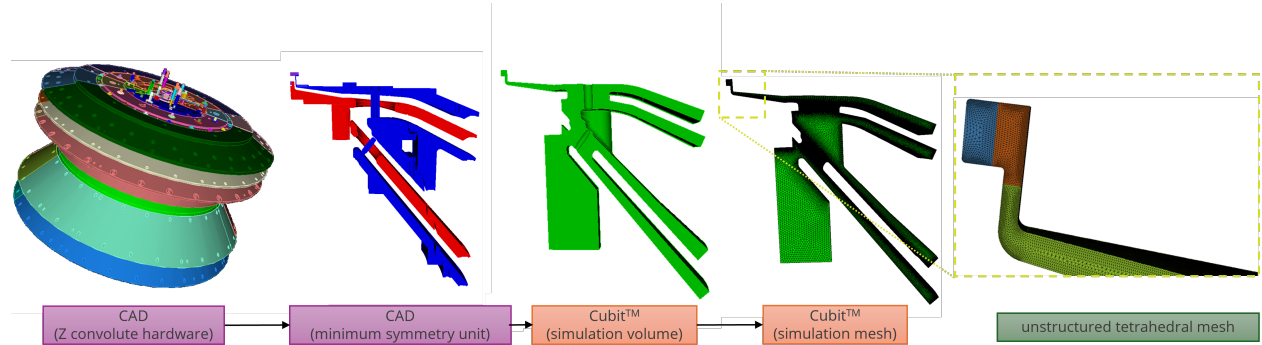 CAD
(Z convolute hardware)
CAD
(minimum symmetry unit)
Cubit™
(simulation volume)
Cubit™
(simulation mesh)
unstructured tetrahedral mesh